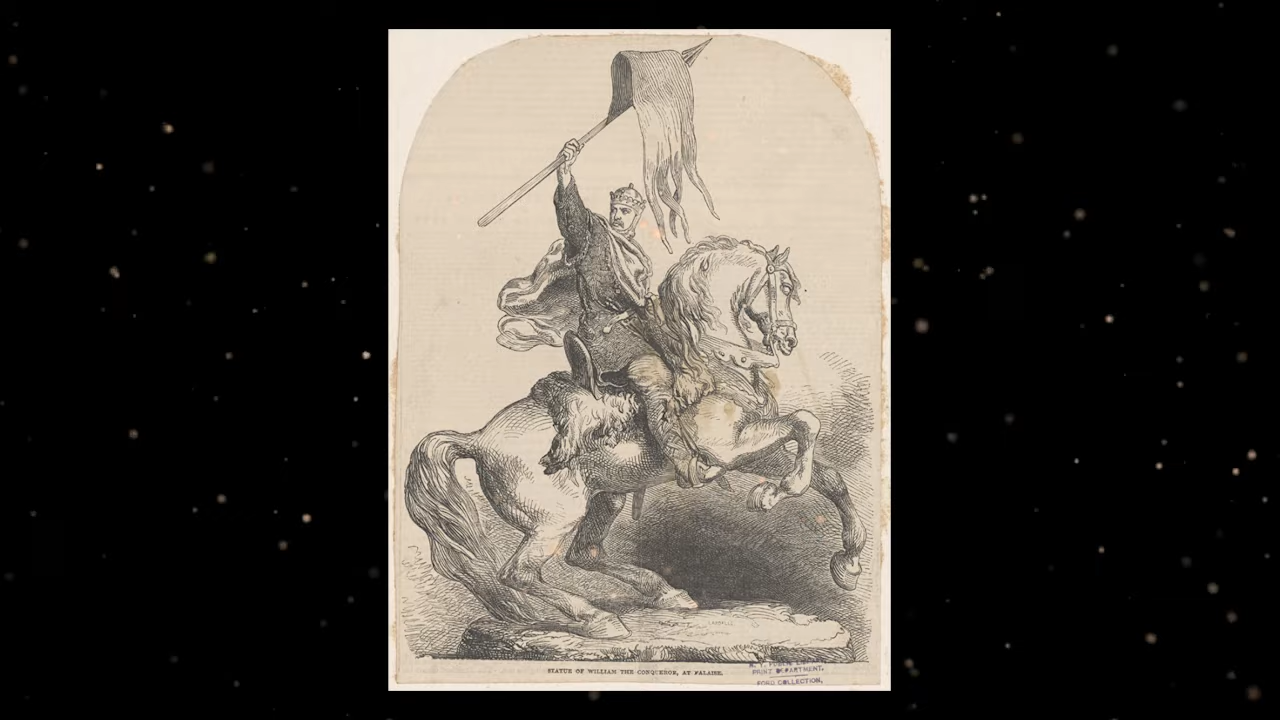 STATUE OF WILLIAM THE CONQUEROR, AT FALAISE.
PRINT DEPARTMENT.
FORD COLLECTION,